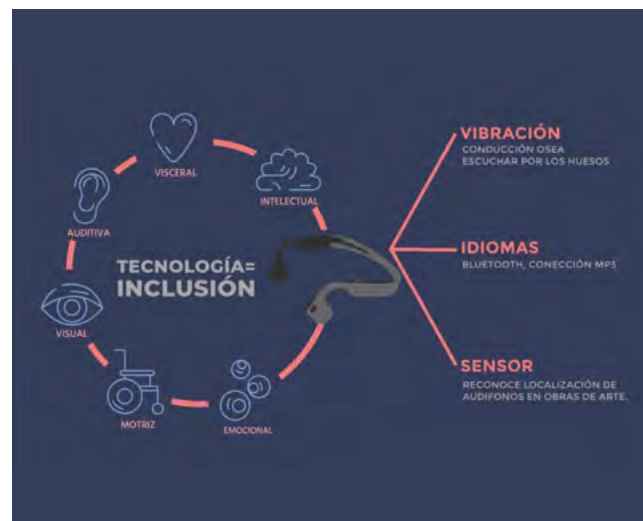 VISCERAL
INTELECTUAL
AUDITIVA
TECNOLOGÍA=
INCLUSIÓN
VISUAL
MOTRIZ
EMOCIONAL
VIBRACIÓN
CONDUCCIÓN OSEA
ESCUCHAR POR LOS HUESOS
IDIOMAS
BLUETOOTH, CONECCIÓN MP3
SENSOR
RECONOCE LOCALIZACIÓN DE
AUDIFONOS EN OBRAS DE ARTE.